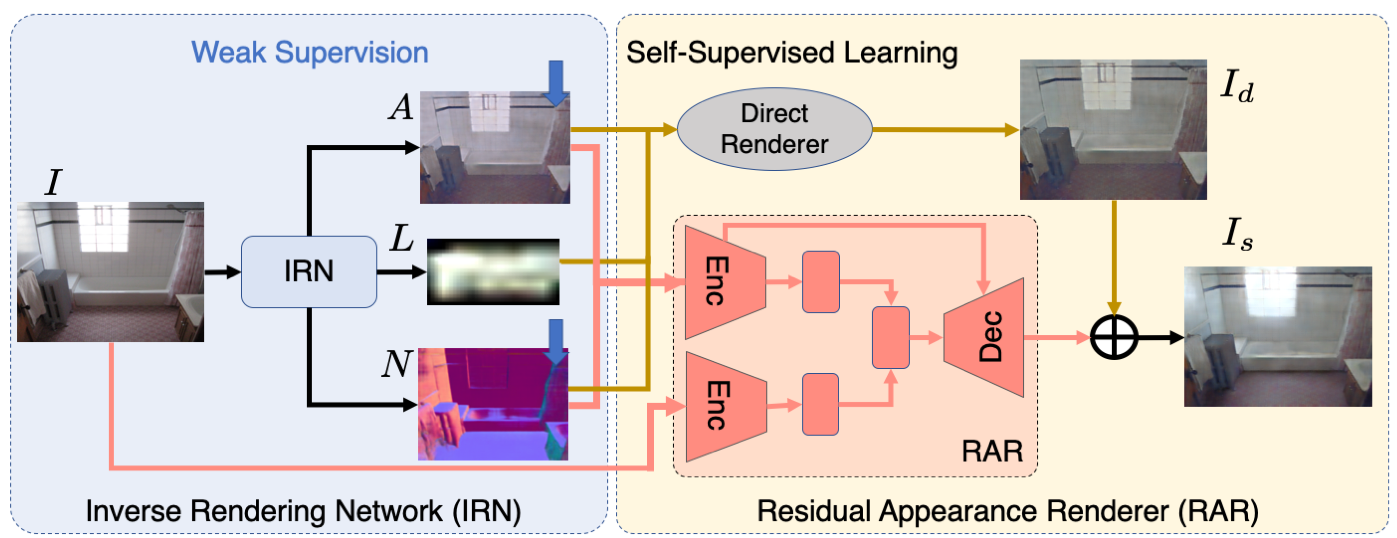 Weak Supervision
Self-Supervised Learning
A
I
L
N
IRN
Direct
Renderer
I_d
I_s
Enc
Enc
Dec
RAR
Inverse Rendering Network (IRN)
Residual Appearance Renderer (RAR)